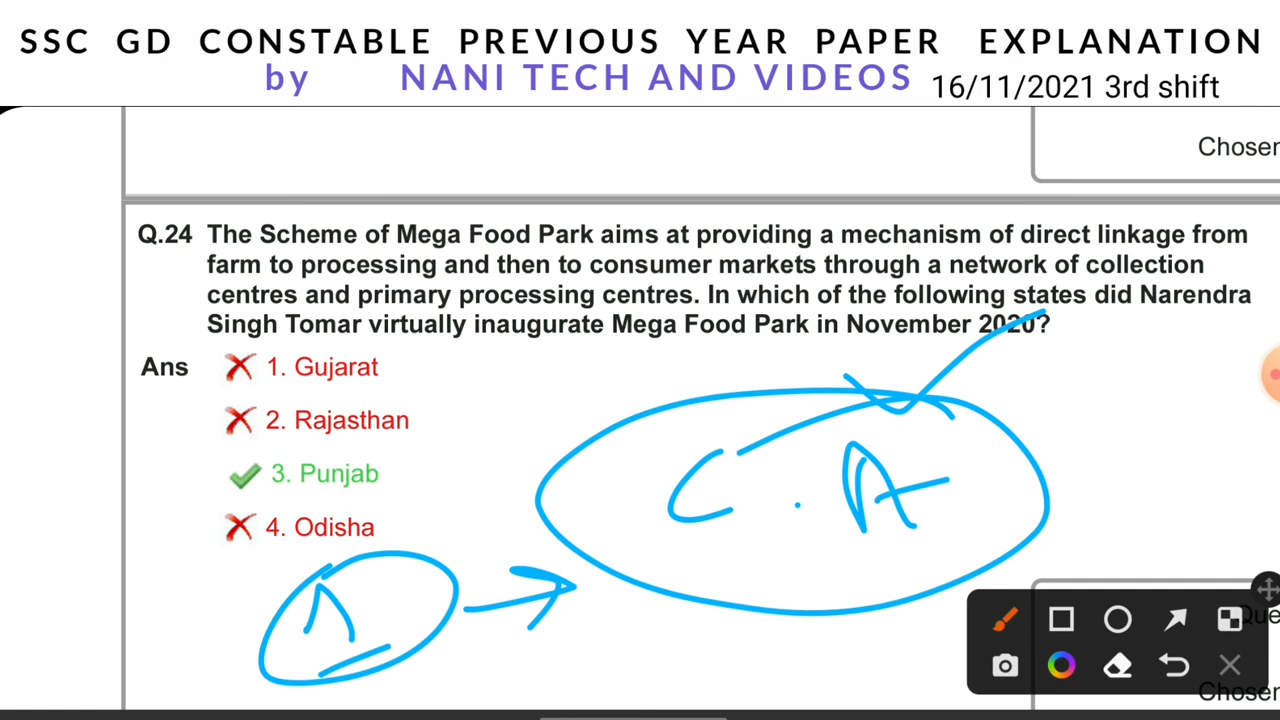 SSC GD CONSTABLE PREVIOUS YEAR PAPER EXPLANATION
by NANI TECH AND VIDEOS 16/11/2021 3rd shift
Chosen
Q.24 The Scheme of Mega Food Park aims at providing a mechanism of direct linkage from
farm to processing and then to consumer markets through a network of collection
centres and primary processing centres. In which of the following states did Narendra
Singh Tomar virtually inaugurate Mega Food Park in November 2020?
Ans 1. Gujarat
2. Rajasthan
3. Punjab
4. Odisha
C.A
Que
Chosen